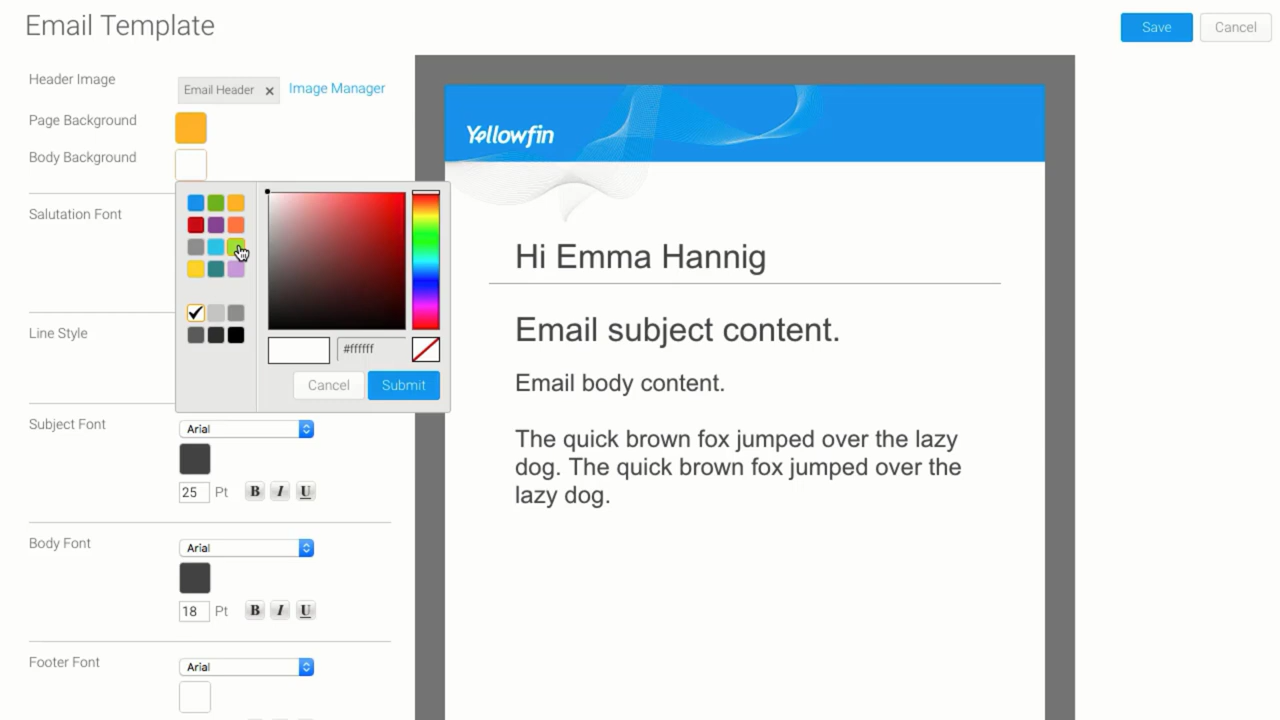 Email Template
Save
Cancel
Header Image
Email Header ×
Image Manager
Page Background
Body Background
Salutation Font
#ffffff
Cancel
Submit
Line Style
Subject Font
Arial
25 Pt B I U
Body Font
Arial
18 Pt B I U
Footer Font
Arial
Yellowfin
Hi Emma Hannig
Email subject content.
Email body content.
The quick brown fox jumped over the lazy
dog. The quick brown fox jumped over the
lazy dog.